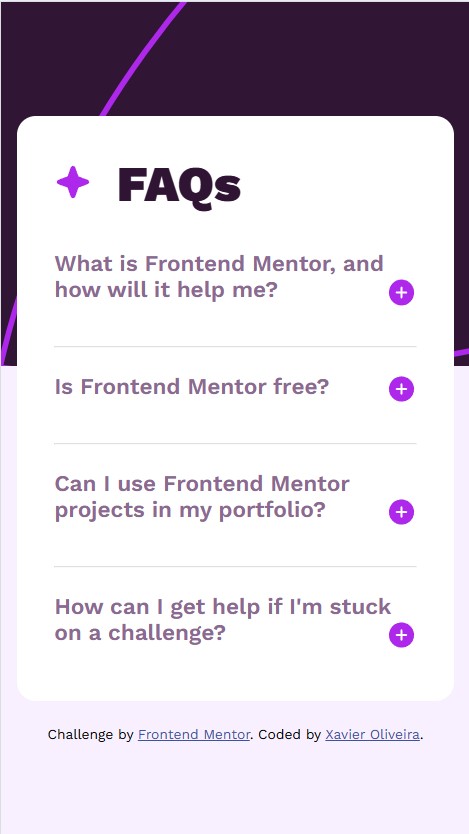 FAQs
What is Frontend Mentor, and
how will it help me?
Is Frontend Mentor free?
Can I use Frontend Mentor
projects in my portfolio?
How can I get help if I'm stuck
on a challenge?
Challenge by Frontend Mentor. Coded by Xavier Oliveira.